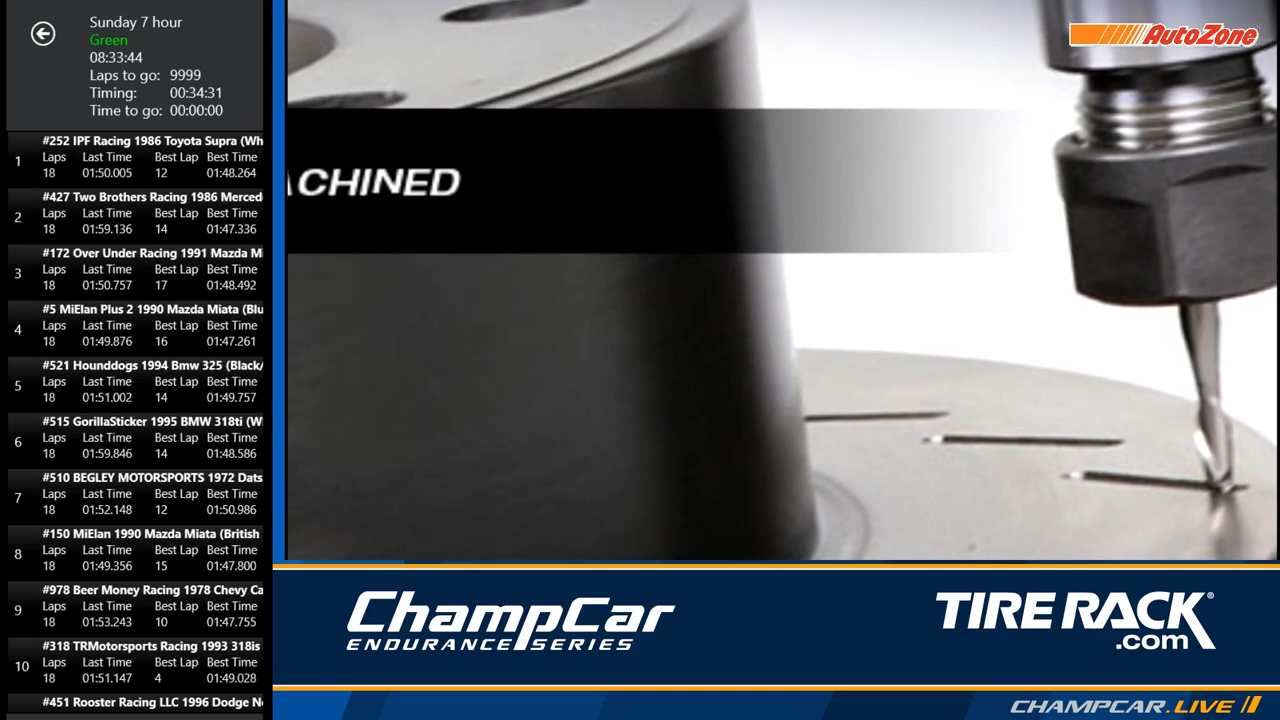 Sunday 7 hour
Green
08:33:44
Laps to go: 9999
Timing: 00:34:31
Time to go: 00:00:00
#252 IPF Racing 1986 Toyota Supra (Wh
1
Laps Last Time Best Lap Best Time
18 01:50.005 12 01:48.264
#427 Two Brothers Racing 1986 Merced
2
Laps Last Time Best Lap Best Time
18 01:59.136 14 01:47.336
#172 Over Under Racing 1991 Mazda Mi
3
Laps Last Time Best Lap Best Time
18 01:50.757 17 01:48.492
#5 MiElan Plus 2 1990 Mazda Miata (Blu
4
Laps Last Time Best Lap Best Time
18 01:49.876 16 01:47.261
#521 Hounddogs 1994 Bmw 325 (Black/
5
Laps Last Time Best Lap Best Time
18 01:51.002 14 01:49.757
#515 GorillaSticker 1995 BMW 318ti (W
6
Laps Last Time Best Lap Best Time
18 01:59.846 14 01:48.586
#510 BEGLEY MOTORSPORTS 1972 Dats
7
Laps Last Time Best Lap Best Time
18 01:52.148 12 01:50.986
#150 MiElan 1990 Mazda Miata (British
8
Laps Last Time Best Lap Best Time
18 01:49.356 15 01:47.800
#978 Beer Money Racing 1978 Chevy Ca
9
Laps Last Time Best Lap Best Time
18 01:53.243 10 01:47.755
#318 TRMotorsports Racing 1993 318is
10
Laps Last Time Best Lap Best Time
18 01:51.147 4 01:49.028
#451 Rooster Racing LLC 1996 Dodge Ne
AutoZone
ACHINED
ChampCar
ENDURANCE SERIES
TIRE RACK®
.com
CHAMPCAR.LIVE